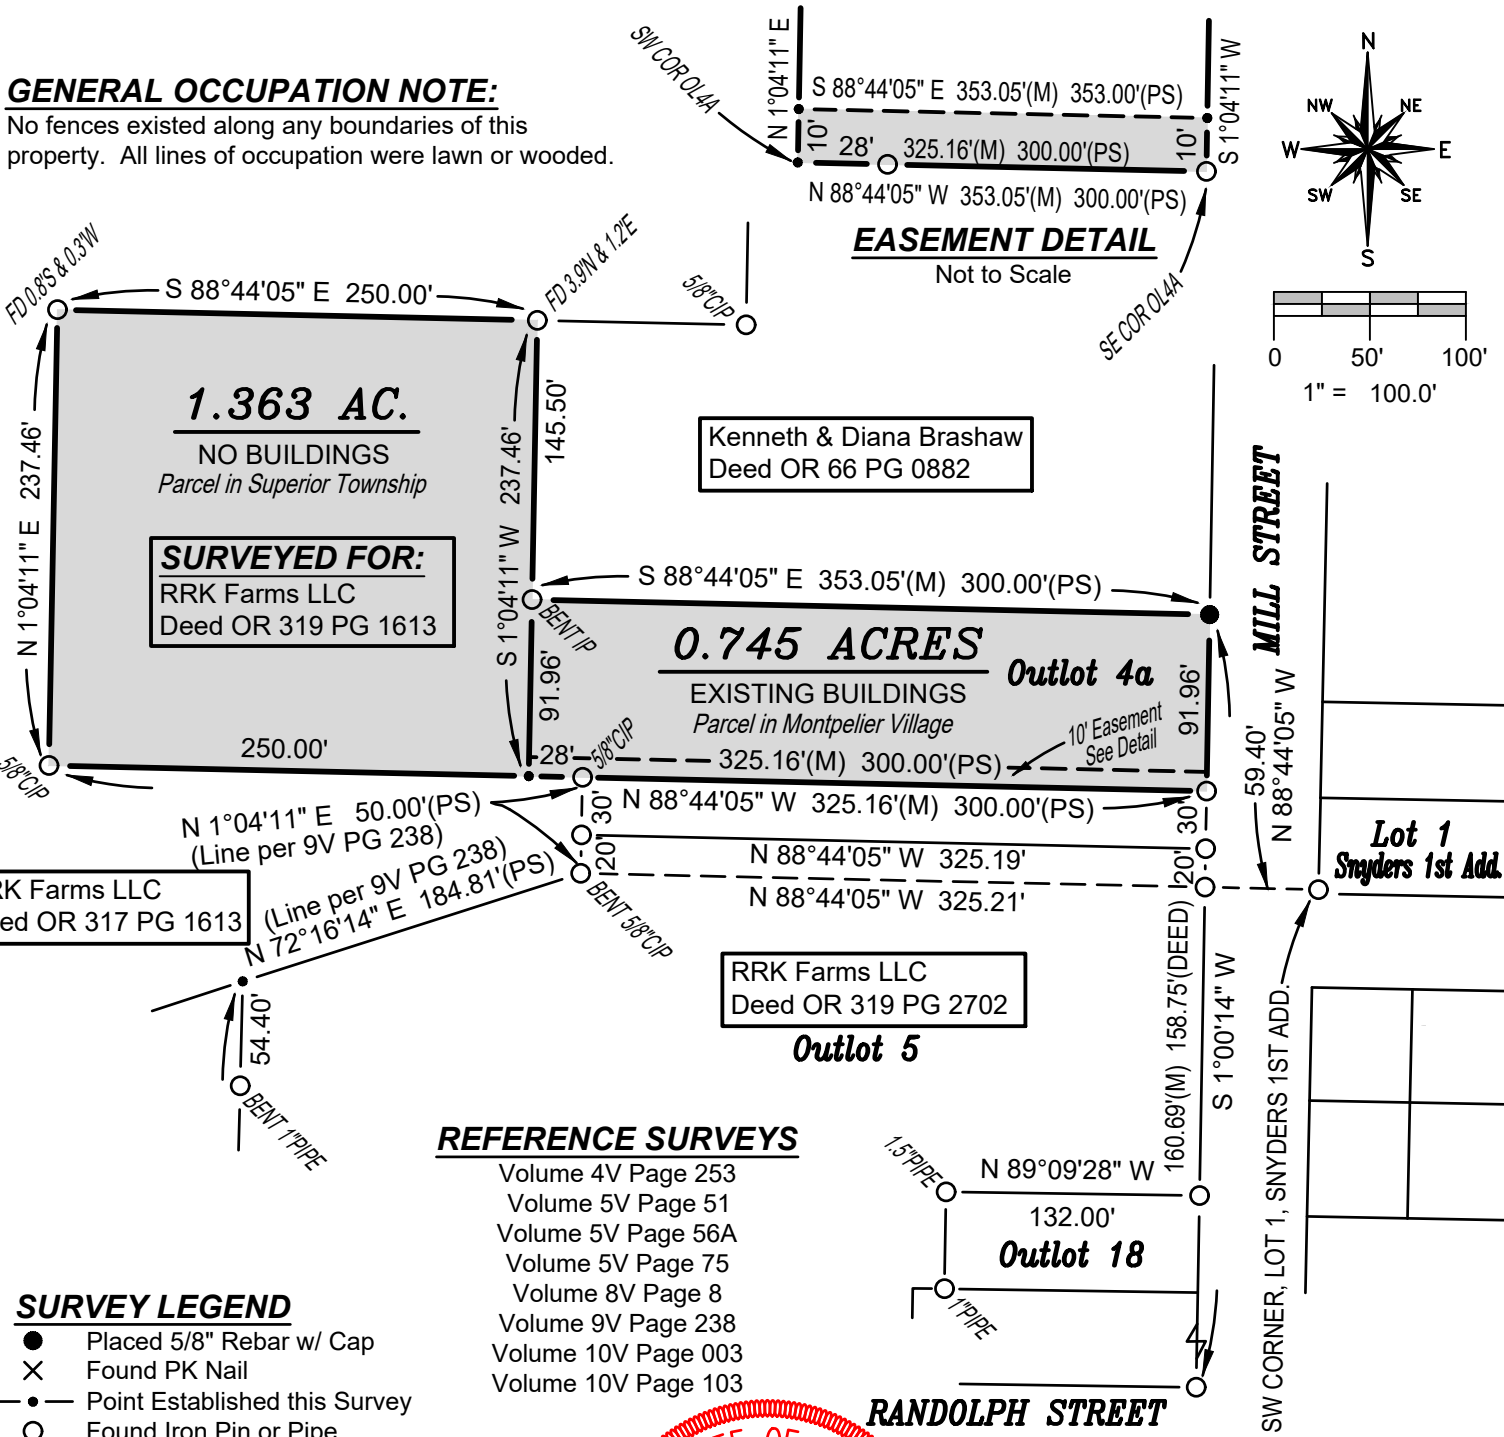 GENERAL OCCUPATION NOTE:
No fences existed along any boundaries of this
property. All lines of occupation were lawn or wooded.
SW COR OL4A
N 1°04'11" E
S 88°44'05" E 353.05'(M) 353.00'(PS)
S 1°04'11" W
10'
28'
325.16'(M) 300.00'(PS)
10'
N 88°44'05" W 353.05'(M) 300.00'(PS)
EASEMENT DETAIL
Not to Scale
SE COR OL4A
N
NW
NE
W
E
SW
SE
S
0 50' 100'
1" = 100.0'
FD 0.8'S & 0.3'W
S 88°44'05" E 250.00'
FD 3.9'N & 1.2'E
5/8"CIP
1.363 AC.
NO BUILDINGS
Parcel in Superior Township
N 1°04'11" E 237.46'
S 1°04'11" W 237.46'
145.50'
SURVEYED FOR:
RRK Farms LLC
Deed OR 319 PG 1613
Kenneth & Diana Brashaw
Deed OR 66 PG 0882
MILL STREET
S 88°44'05" E 353.05'(M) 300.00'(PS)
BENT IP
0.745 ACRES
Outlot 4a
EXISTING BUILDINGS
Parcel in Montpelier Village
91.96'
91.96'
10' Easement
See Detail
250.00'
5/8"CIP
28'
5/8"CIP
325.16'(M) 300.00'(PS)
N 88°44'05" W 325.16'(M) 300.00'(PS)
59.40'
N 88°44'05" W
N 1°04'11" E 50.00'(PS)
(Line per 9V PG 238)
30'
20'
30'
20'
N 88°44'05" W 325.19'
N 88°44'05" W 325.21'
Lot 1
Snyders 1st Add.
RK Farms LLC
ed OR 317 PG 1613
(Line per 9V PG 238)
N 72°16'14" E 184.81'(PS)
BENT 5/8"CIP
54.40'
BENT 1"PIPE
RRK Farms LLC
Deed OR 319 PG 2702
Outlot 5
160.69'(M) 158.75'(DEED)
S 1°00'14" W
SW CORNER, LOT 1, SNYDERS 1ST ADD.
REFERENCE SURVEYS
Volume 4V Page 253
Volume 5V Page 51
Volume 5V Page 56A
Volume 5V Page 75
Volume 8V Page 8
Volume 9V Page 238
Volume 10V Page 003
Volume 10V Page 103
1.5"PIPE
N 89°09'28" W
132.00'
Outlot 18
1"PIPE
RANDOLPH STREET
SURVEY LEGEND
Placed 5/8" Rebar w/ Cap
Found PK Nail
Point Established this Survey
Found Iron Pin or Pipe